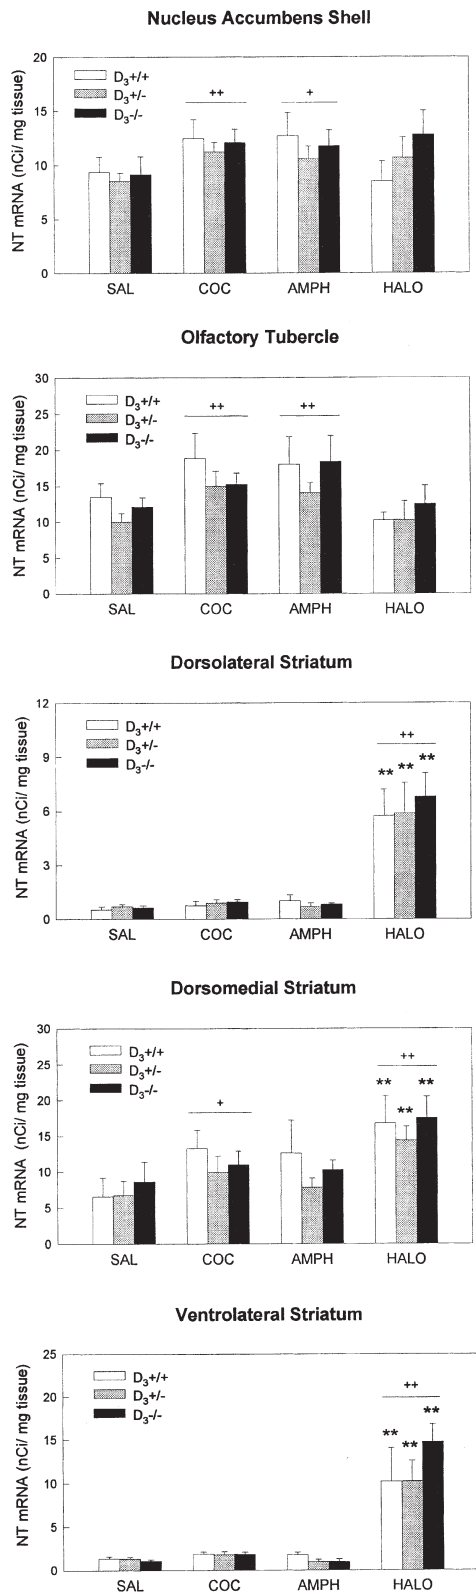 Nucleus Accumbens Shell
NT mRNA (nCi/ mg tissue)
20
15
10
5
0
D3+/+
D3+/-
D3-/-
++
+
SAL COC AMPH HALO
Olfactory Tubercle
NT mRNA (nCi/ mg tissue)
30
25
20
15
10
5
0
D3+/+
D3+/-
D3-/-
++
++
SAL COC AMPH HALO
Dorsolateral Striatum
NT mRNA (nCi/ mg tissue)
12
9
6
3
0
D3+/+
D3+/-
D3-/-
++
** ** **
SAL COC AMPH HALO
Dorsomedial Striatum
NT mRNA (nCi/ mg tissue)
30
25
20
15
10
5
0
D3+/+
D3+/-
D3-/-
+
++
** ** **
SAL COC AMPH HALO
Ventrolateral Striatum
NT mRNA (nCi/ mg tissue)
25
20
15
10
5
0
D3+/+
D3+/-
D3-/-
++
** ** **
SAL COC AMPH HALO